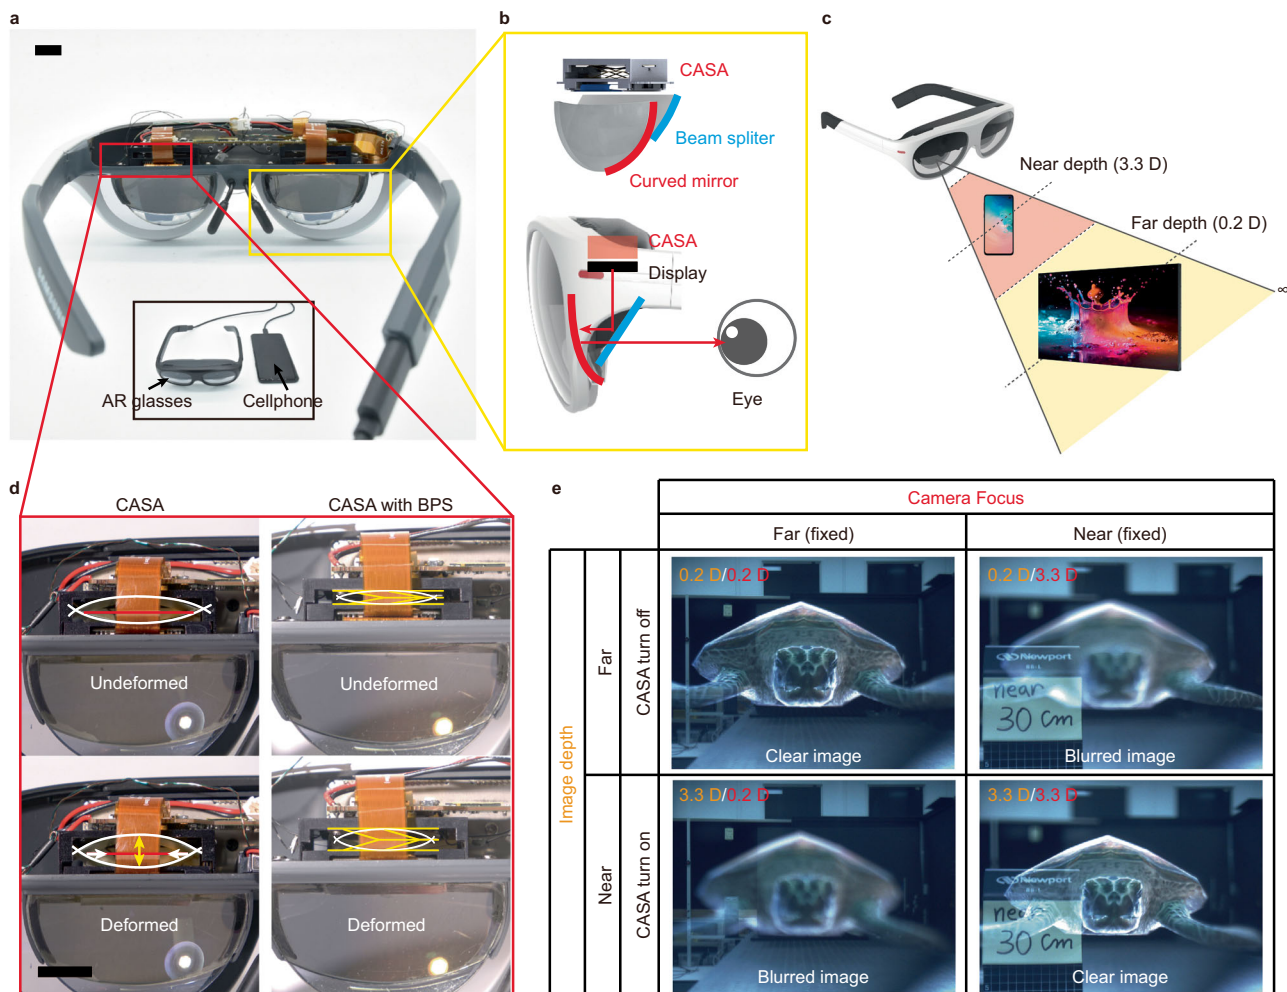 a
AR glasses
Cellphone
b
CASA
Beam spliter
Curved mirror
CASA
Display
Eye
c
Near depth (3.3 D)
Far depth (0.2 D)
∞
d
CASA
CASA with BPS
Undeformed
Undeformed
Deformed
Deformed
e
Camera Focus
Far (fixed)
Near (fixed)
Image depth
Far
CASA turn off
0.2 D/0.2 D
Clear image
0.2 D/3.3 D
Newport
near
30 cm
Blurred image
Near
CASA turn on
3.3 D/0.2 D
Blurred image
3.3 D/3.3 D
Newport
30 cm
Clear image